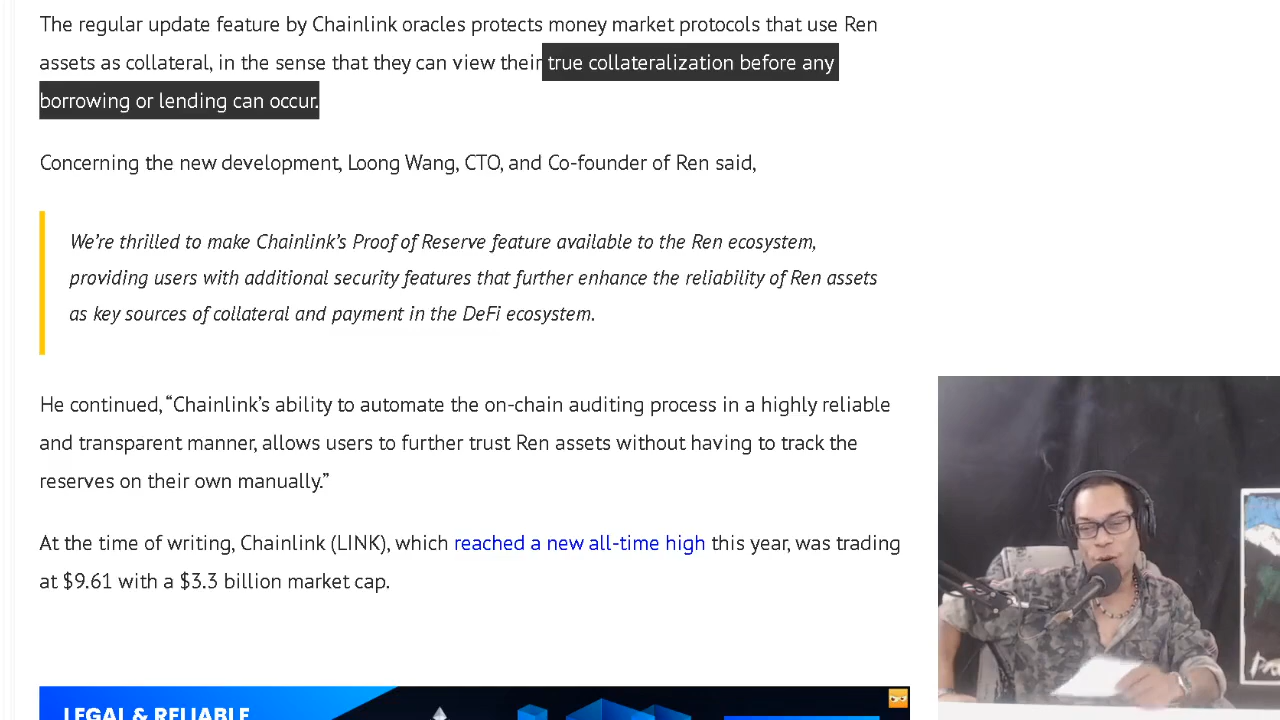 The regular update feature by Chainlink oracles protects money market protocols that use Ren
assets as collateral, in the sense that they can view their true collateralization before any
borrowing or lending can occur.
Concerning the new development, Loong Wang, CTO, and Co-founder of Ren said,
We're thrilled to make Chainlink's Proof of Reserve feature available to the Ren ecosystem,
providing users with additional security features that further enhance the reliability of Ren assets
as key sources of collateral and payment in the DeFi ecosystem.
He continued, “Chainlink's ability to automate the on-chain auditing process in a highly reliable
and transparent manner, allows users to further trust Ren assets without having to track the
reserves on their own manually.”
At the time of writing, Chainlink (LINK), which reached a new all-time high this year, was trading
at $9.61 with a $3.3 billion market cap.
LEGAL & RELIABLE